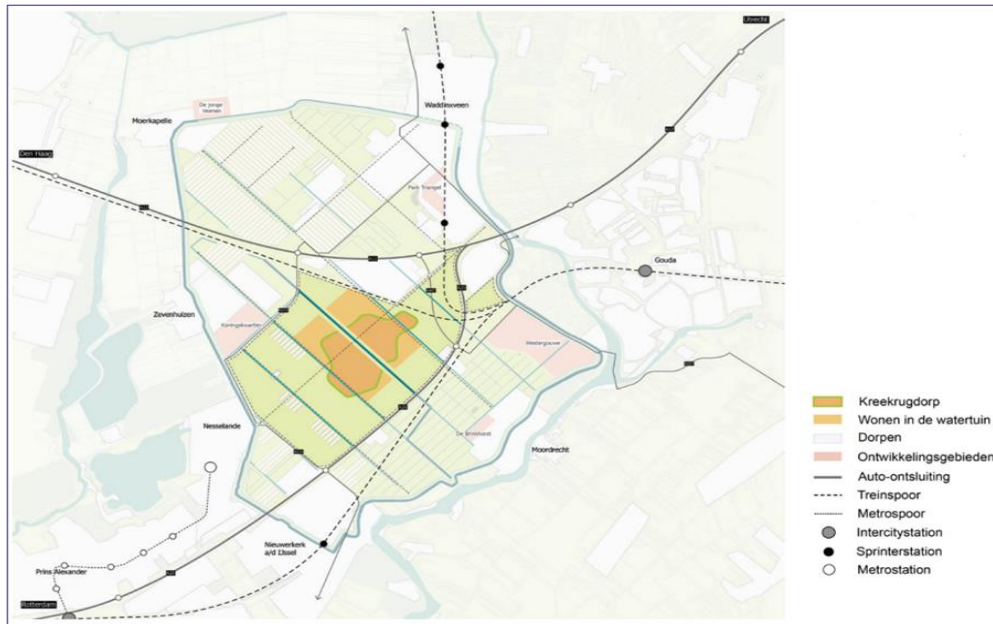 Utrecht
De Jonge
Veenen
Waddinxveen
Moerkapelle
Den Haag
Park Triangel
Gouda
Zevenhuizen
Koningskwartier
Westergouwe
Nesselande
De Brinkhorst
Moordrecht
Nieuwerkerk
a/d IJssel
Prins Alexander
Rotterdam
Kreekrugdorp
Wonen in de watertuin
Dorpen
Ontwikkelingsgebieden
Auto-ontsluiting
Treinspoor
Metrospoor
Intercitystation
Sprinterstation
Metrostation